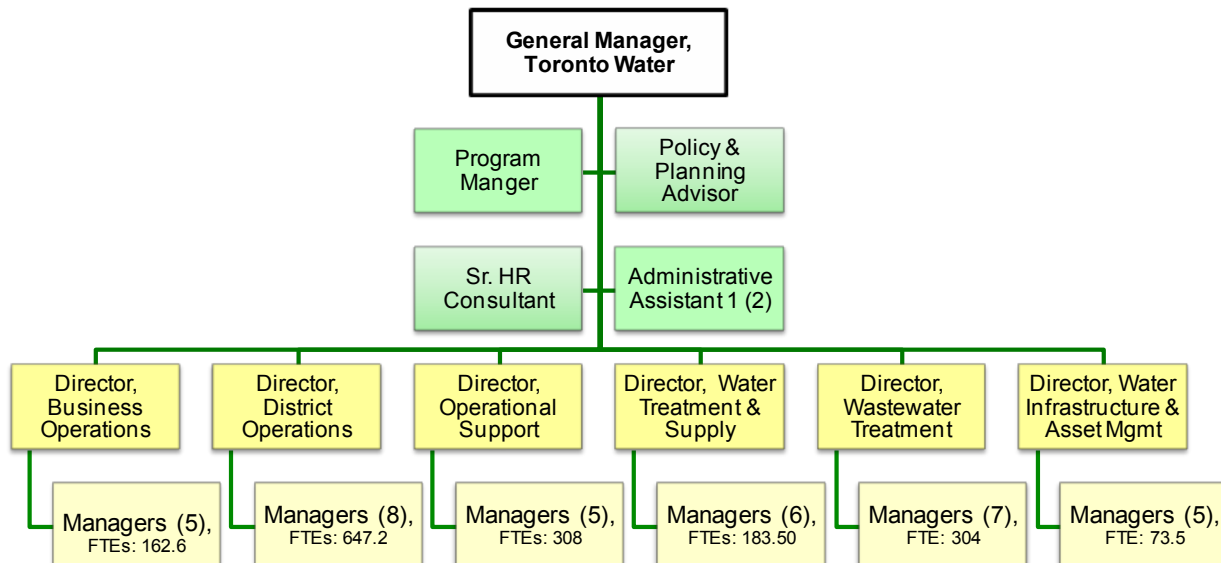 General Manager,
Toronto Water
Program
Manger
Policy &
Planning
Advisor
Sr. HR
Consultant
Administrative
Assistant 1 (2)
Director,
Business
Operations
Director,
District
Operations
Director,
Operational
Support
Director, Water
Treatment &
Supply
Director,
Wastewater
Treatment
Director, Water
Infrastructure &
Asset Mgmt
Managers (5),
FTEs: 162.6
Managers (8),
FTEs: 647.2
Managers (5),
FTEs: 308
Managers (6),
FTEs: 183.50
Managers (7),
FTE: 304
Managers (5),
FTE: 73.5